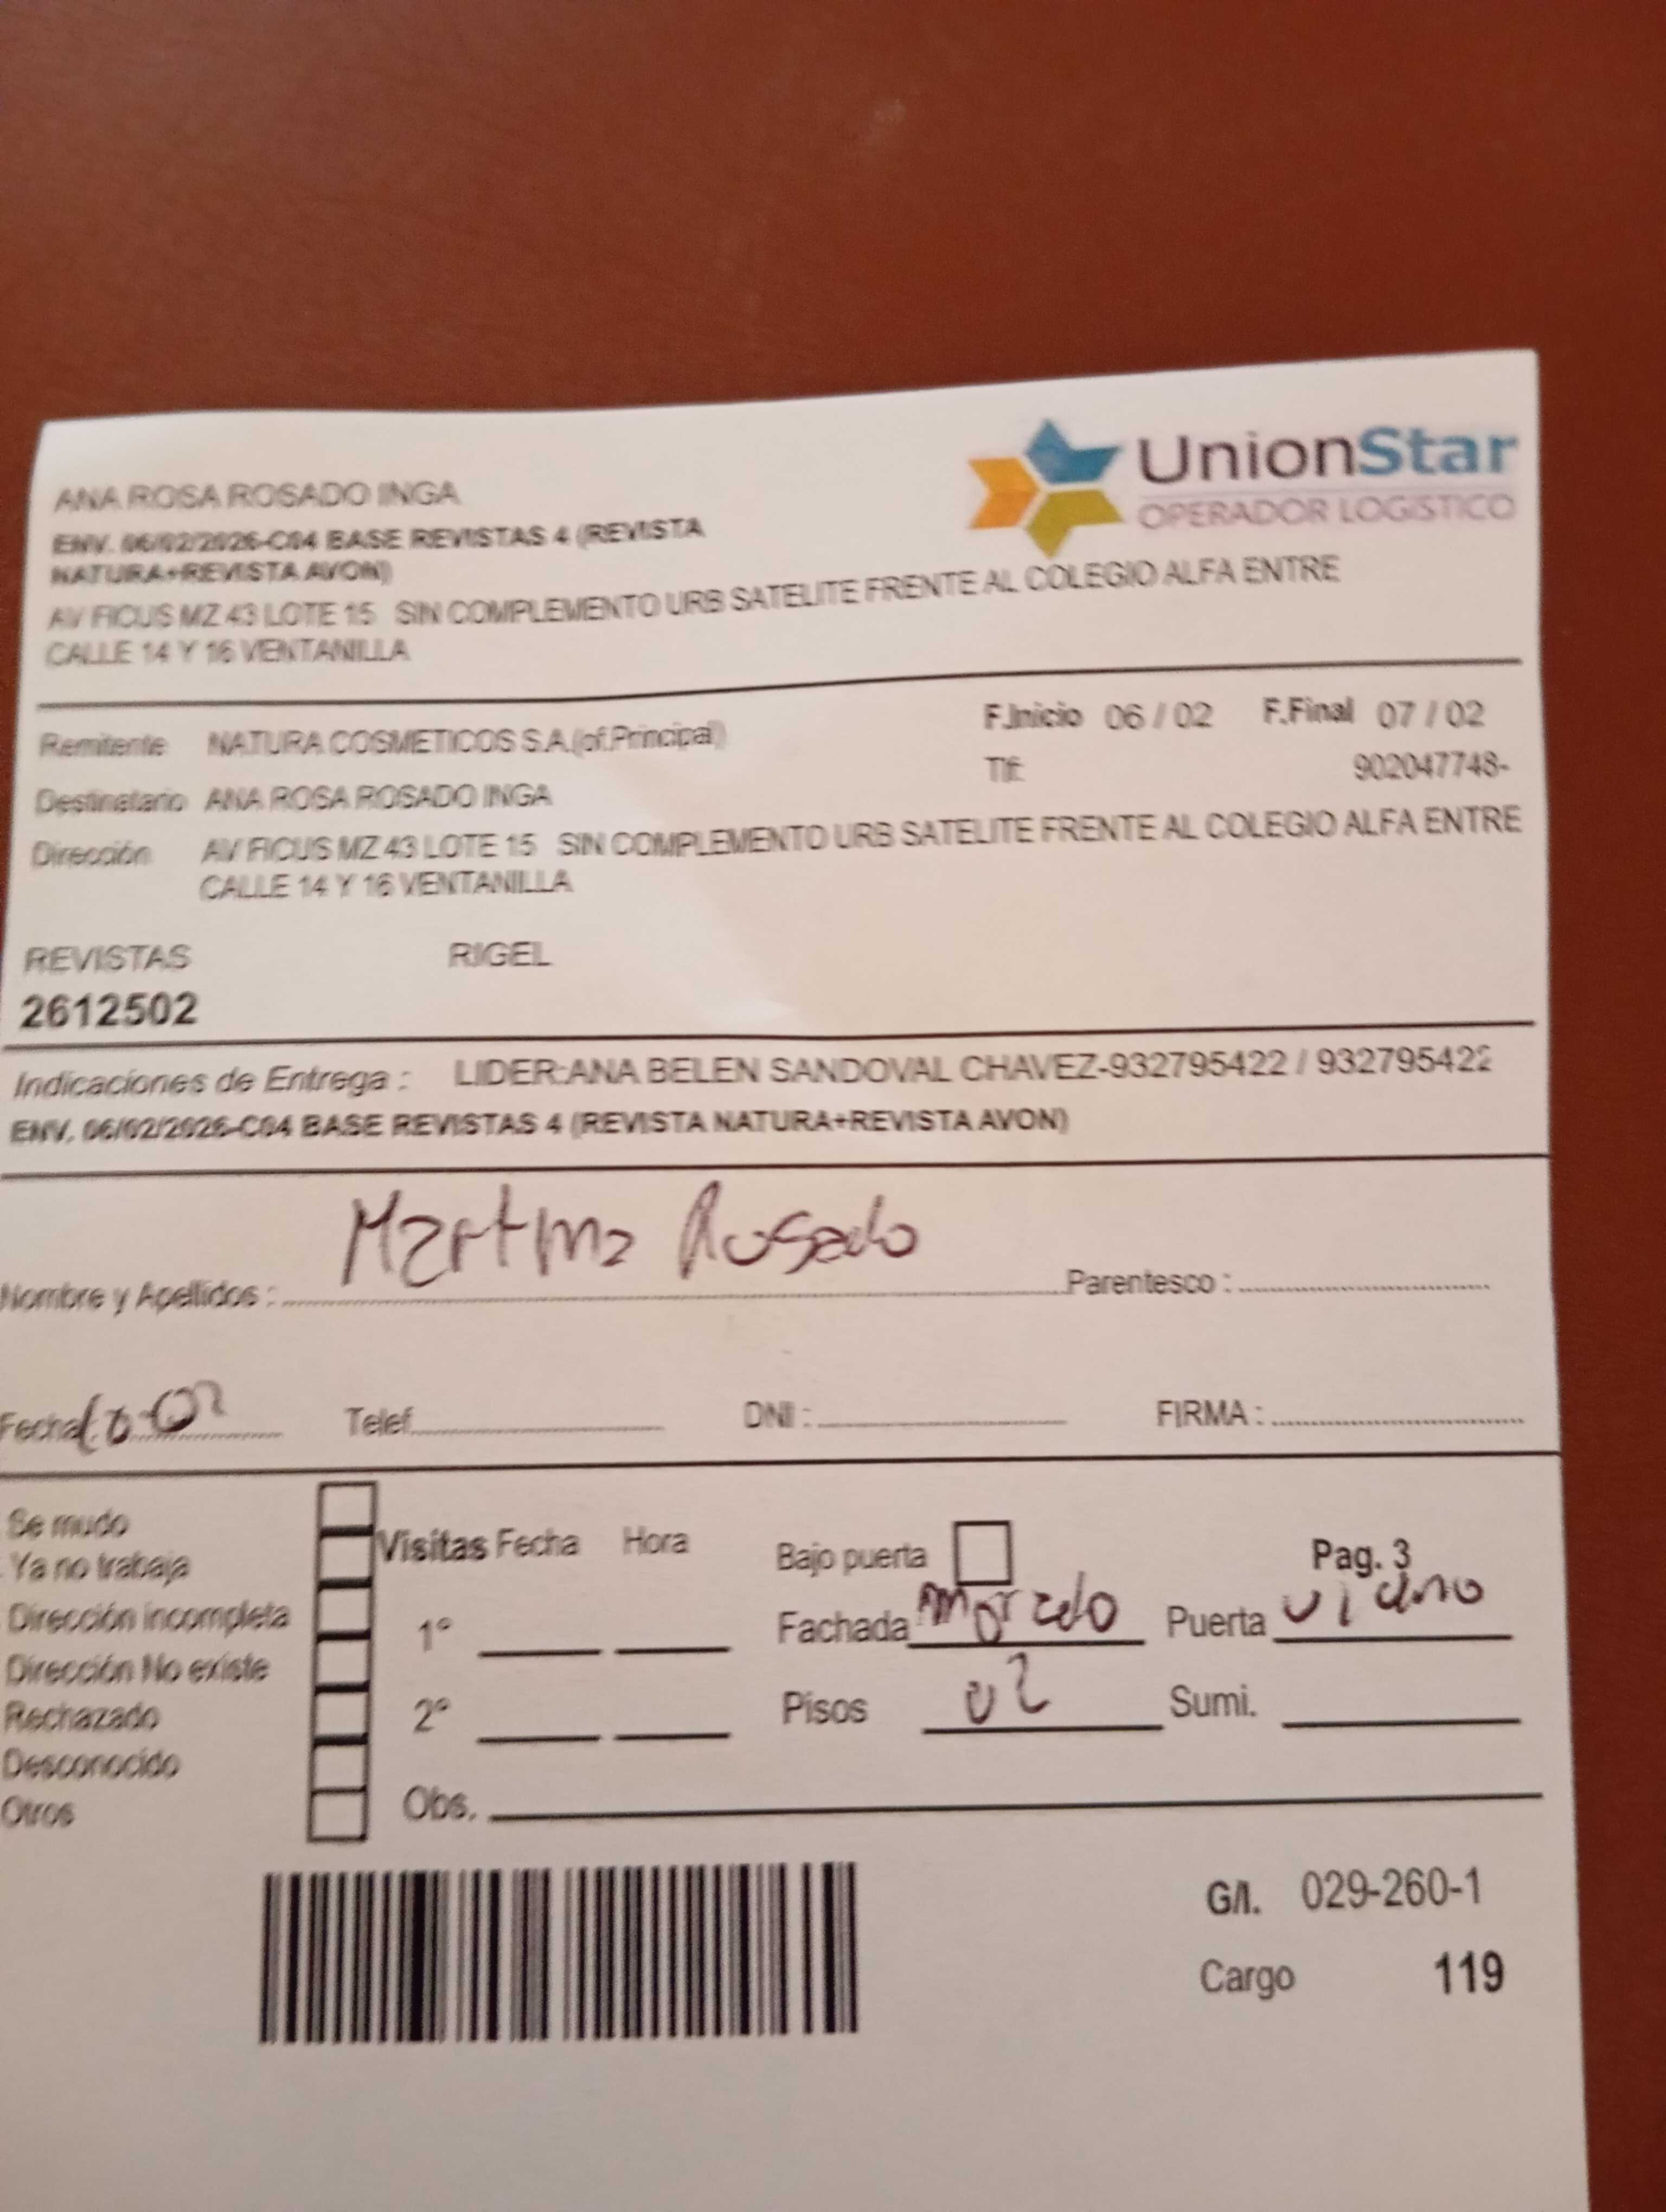 UnionStar
OPERADOR LOGISTICO
ANA ROSA ROSADO INGA
ENV. 06/02/2026-C04 BASE REVISTAS 4 (REVISTA
NATURA+REVISTA AVON)
AV FICUS MZ 43 LOTE 15 SIN COMPLEMENTO URB SATELITE FRENTE AL COLEGIO ALFA ENTRE
CALLE 14 Y 16 VENTANILLA
Remitente NATURA COSMETICOS S.A.(of.Principal) F.Inicio 06 / 02 F.Final 07 / 02
Tlf: 902047748-
Destinatario ANA ROSA ROSADO INGA
Dirección AV FICUS MZ 43 LOTE 15 SIN COMPLEMENTO URB SATELITE FRENTE AL COLEGIO ALFA ENTRE
CALLE 14 Y 16 VENTANILLA
REVISTAS RIGEL
2612502
Indicaciones de Entrega : LIDER:ANA BELEN SANDOVAL CHAVEZ-932795422 / 932795422
ENV. 06/02/2026-C04 BASE REVISTAS 4 (REVISTA NATURA+REVISTA AVON)
Nombre y Apellidos : Martina Rosado Parentesco :
Fecha Telef. DNI : FIRMA :
Se mudo
Ya no trabaja
Dirección incompleta
Dirección No existe
Rechazado
Desconocido
Otros
Visitas Fecha Hora Bajo puerta Pag. 3
1° Fachada Puerta
2° Pisos 02 Sumi.
Obs.
G/I. 029-260-1
Cargo 119